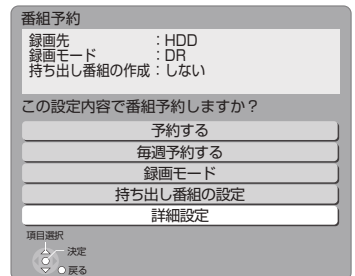 番組予約
録画先　　　　　：HDD
録画モード　　　：DR
持ち出し番組の作成：しない
この設定内容で番組予約しますか？
予約する
毎週予約する
録画モード
持ち出し番組の設定
詳細設定
項目選択
決定
戻る